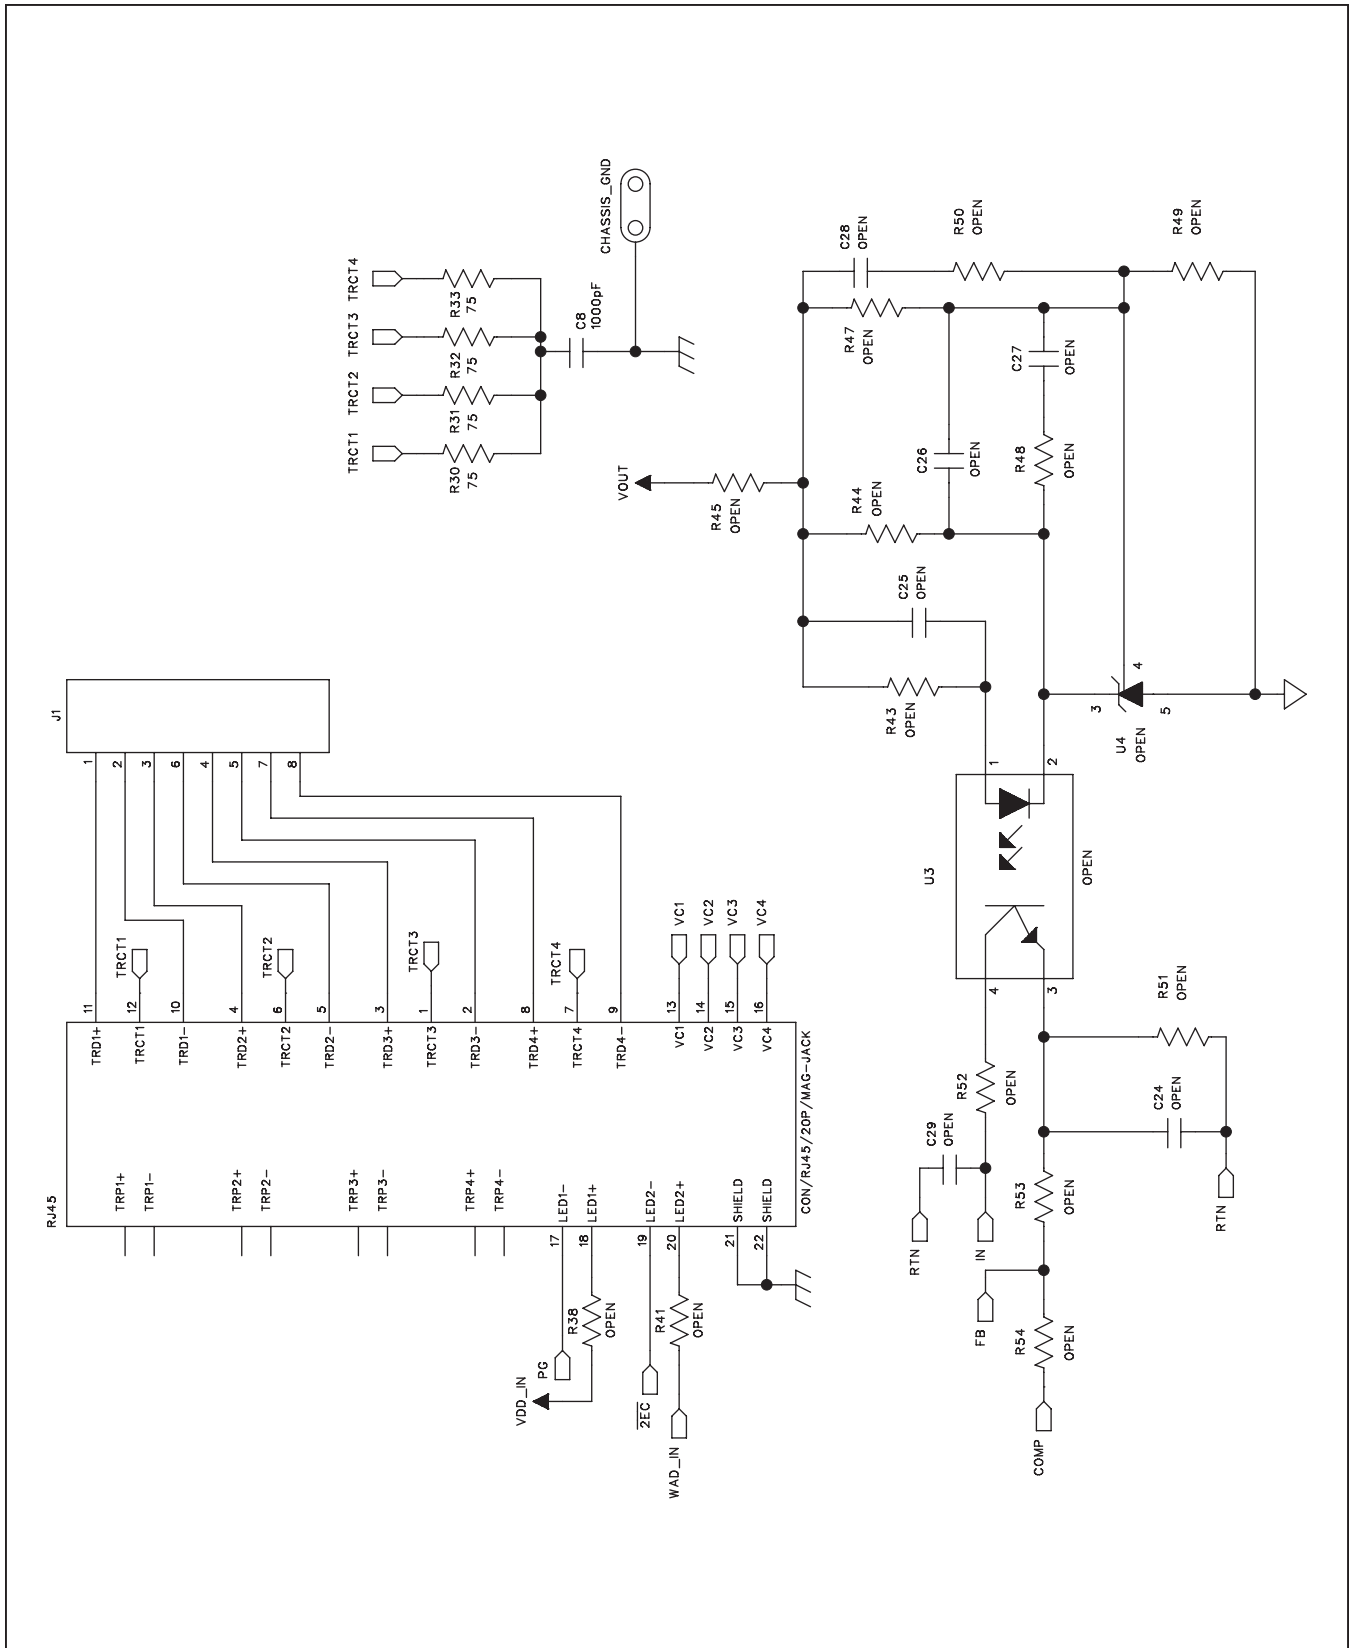 TRCT1
TRCT2
TRCT3
TRCT4
R30
75
R31
75
R32
75
R33
75
C8
1000pF
CHASSIS_GND
VOUT
R45
OPEN
C28
OPEN
R50
OPEN
R49
OPEN
R47
OPEN
C27
OPEN
C26
OPEN
R48
OPEN
R44
OPEN
C25
OPEN
R43
OPEN
3
4
5
U4
OPEN
1
2
U3
OPEN
4
3
J1
1
2
3
6
4
5
7
8
RJ45
11
12
10
4
6
5
3
1
2
8
7
9
13
14
15
16
TRCT1
TRCT2
TRCT3
TRCT4
VC1
VC2
VC3
VC4
TRD1+
TRCT1
TRD1-
TRD2+
TRCT2
TRD2-
TRD3+
TRCT3
TRD3-
TRD4+
TRCT4
TRD4-
VC1
VC2
VC3
VC4
CON/RJ45/20P/MAG-JACK
TRP1+
TRP1-
TRP2+
TRP2-
TRP3+
TRP3-
TRP4+
TRP4-
LED1-
LED1+
LED2-
LED2+
SHIELD
SHIELD
17
18
19
20
21
22
R38
OPEN
R41
OPEN
PG
VDD_IN
2EC
WAD_IN
R52
OPEN
C29
OPEN
RTN
IN
R51
OPEN
C24
OPEN
RTN
R53
OPEN
FB
R54
OPEN
COMP